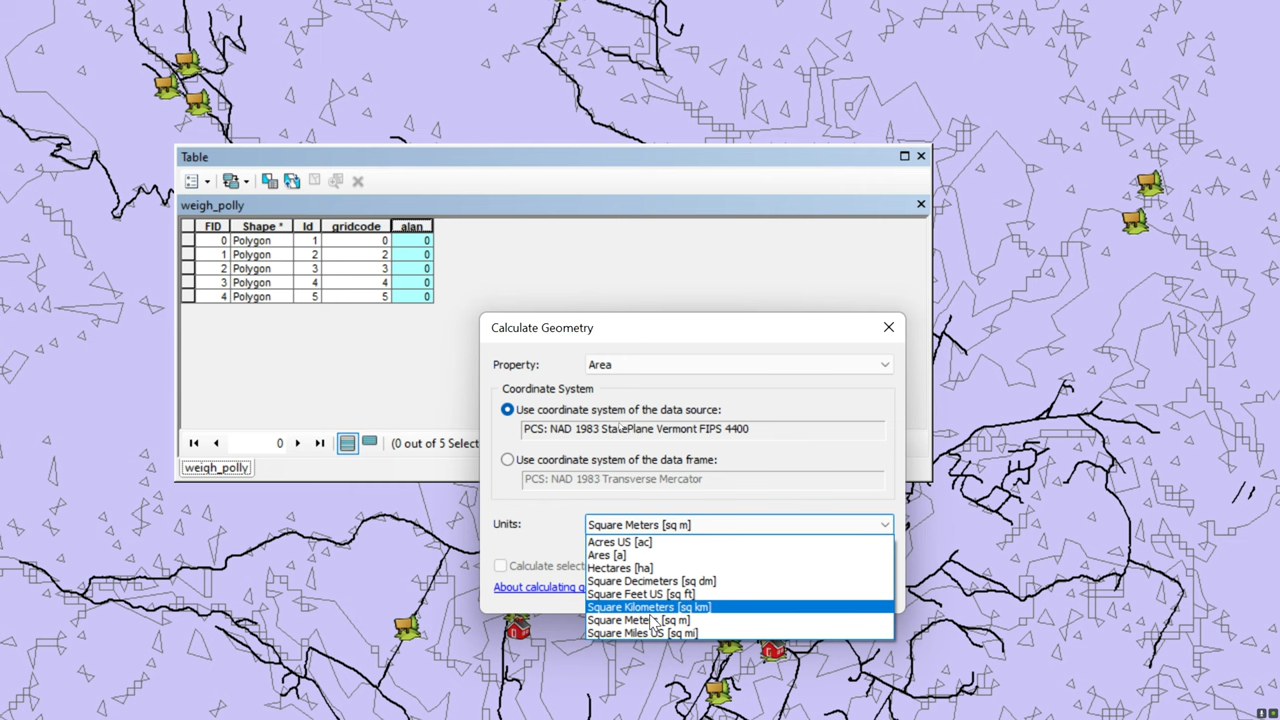 Table
weigh_polly
FID Shape * Id gridcode alan
0 Polygon 1 0 0
1 Polygon 2 2 0
2 Polygon 3 3 0
3 Polygon 4 4 0
4 Polygon 5 5 0
0 (0 out of 5 Select
weigh_polly
Calculate Geometry
Property: Area
Coordinate System
Use coordinate system of the data source:
PCS: NAD 1983 StatePlane Vermont FIPS 4400
Use coordinate system of the data frame:
PCS: NAD 1983 Transverse Mercator
Units: Square Meters [sq m]
Acres US [ac]
Ares [a]
Hectares [ha]
Square Decimeters [sq dm]
Square Feet US [sq ft]
Square Kilometers [sq km]
Square Meters [sq m]
Square Miles US [sq mi]
Calculate select
About calculating g